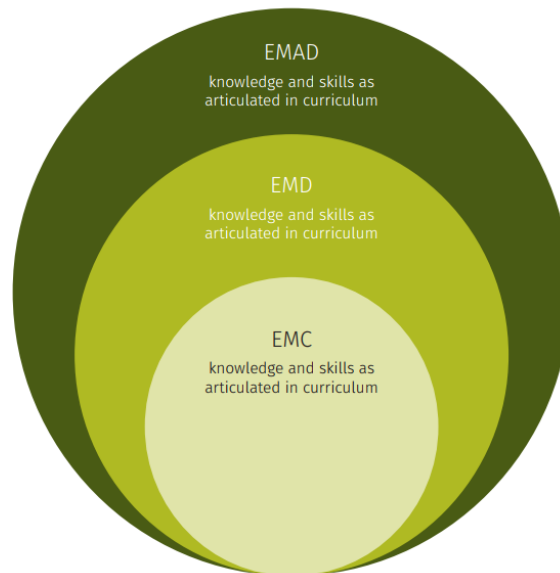 EMAD
knowledge and skills as
articulated in curriculum
EMD
knowledge and skills as
articulated in curriculum
EMC
knowledge and skills as
articulated in curriculum